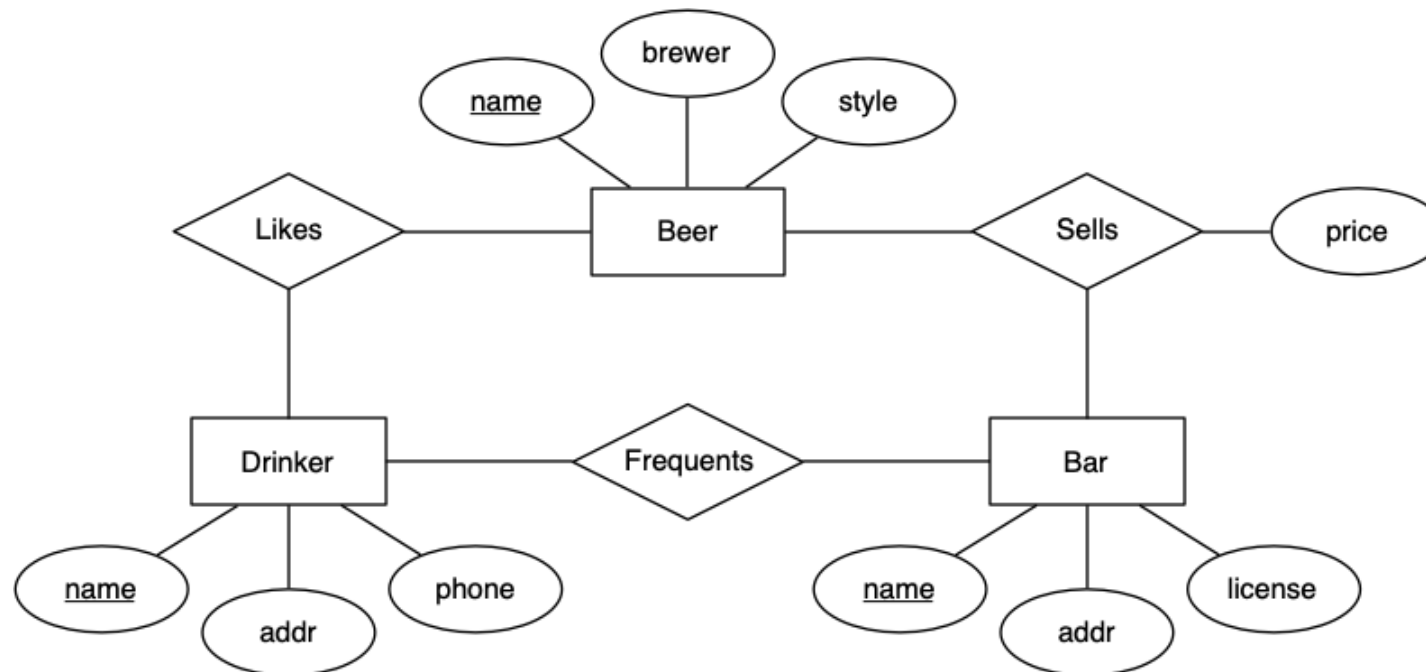 brewer
name
style
Likes
Beer
Sells
price
Drinker
Frequents
Bar
name
phone
name
license
addr
addr